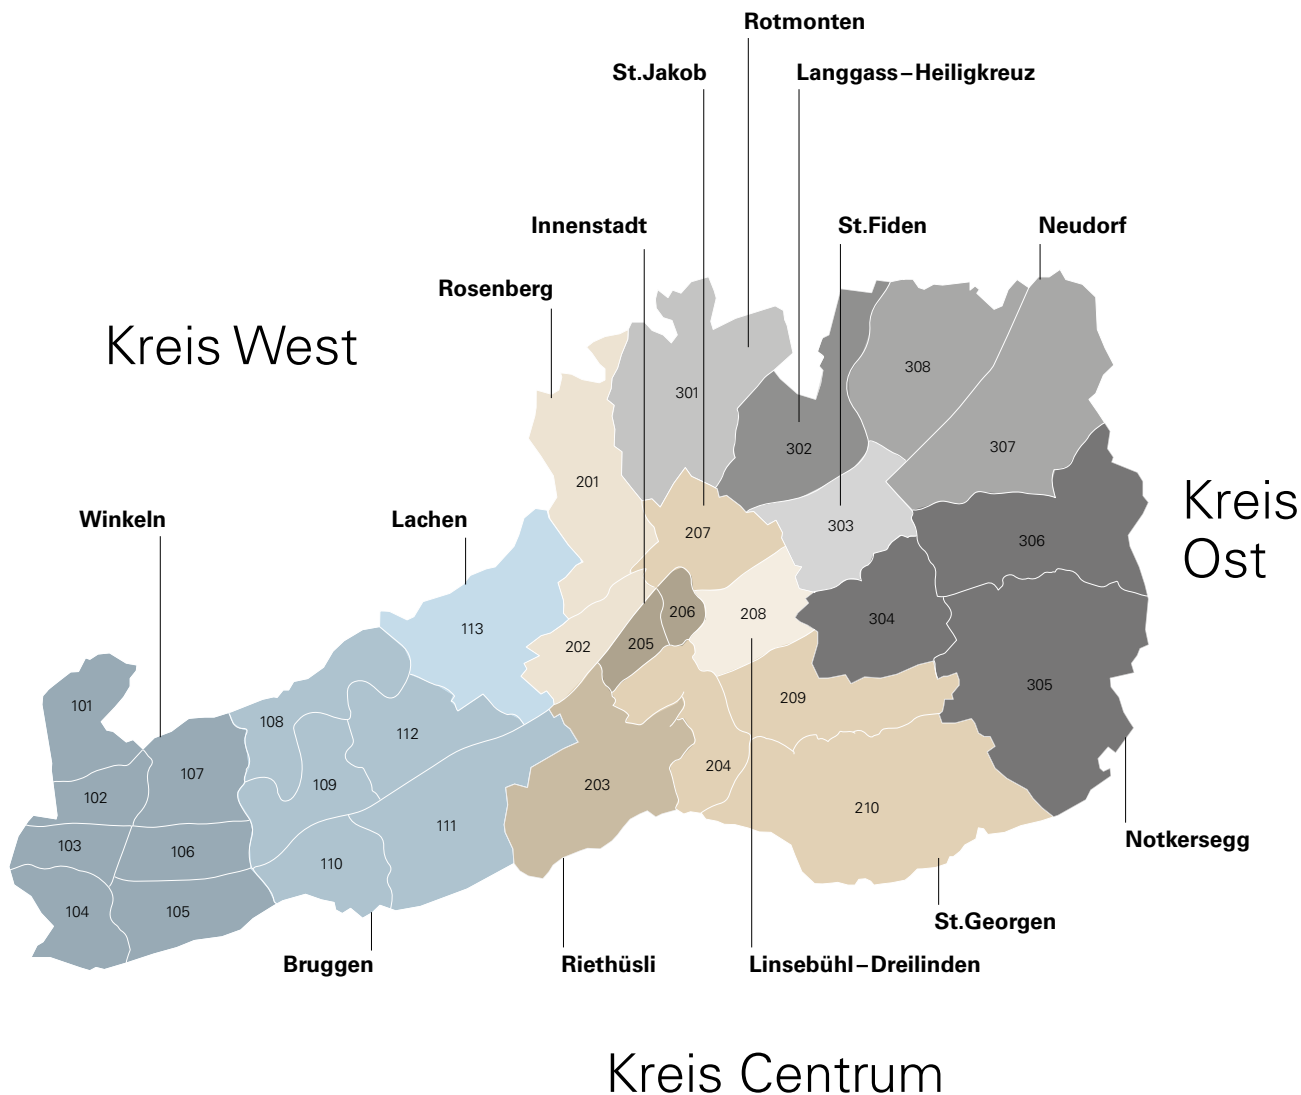 Rotmonten
St.Jakob
Langgass–Heiligkreuz
Innenstadt
St.Fiden
Neudorf
Rosenberg
Kreis West
308
301
307
302
201
Kreis
Ost
Winkeln
Lachen
303
207
306
206
208
304
113
205
202
305
101
209
108
112
204
107
109
203
102
210
111
103
106
Notkersegg
110
104
105
St.Georgen
Bruggen
Riethüsli
Linsebühl–Dreilinden
Kreis Centrum